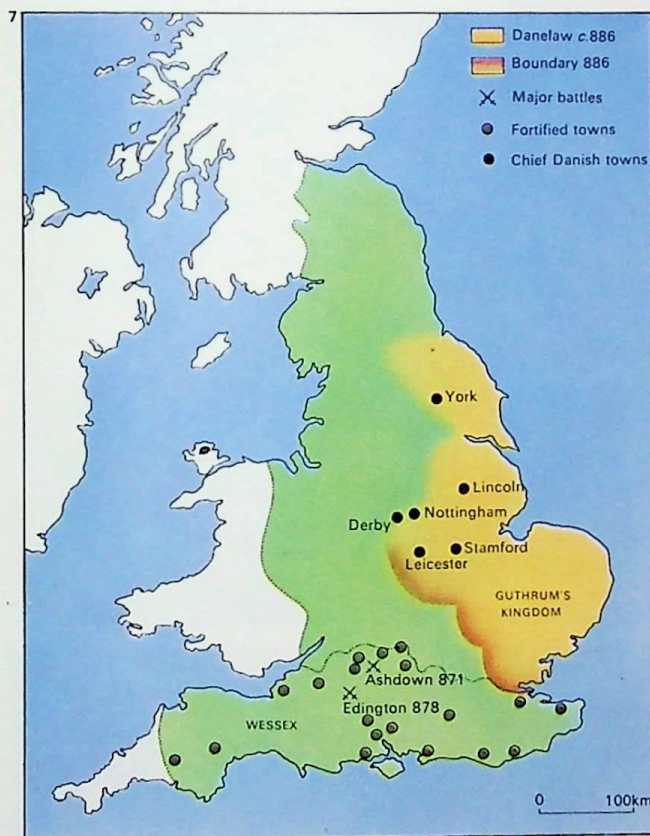 7
Danelaw c.886
Boundary 886
Major battles
Fortified towns
Chief Danish towns
York
Lincoln
Nottingham
Derby
Stamford
Leicester
GUTHRUM'S
KINGDOM
Ashdown 871
Edington 878
WESSEX
0 100km